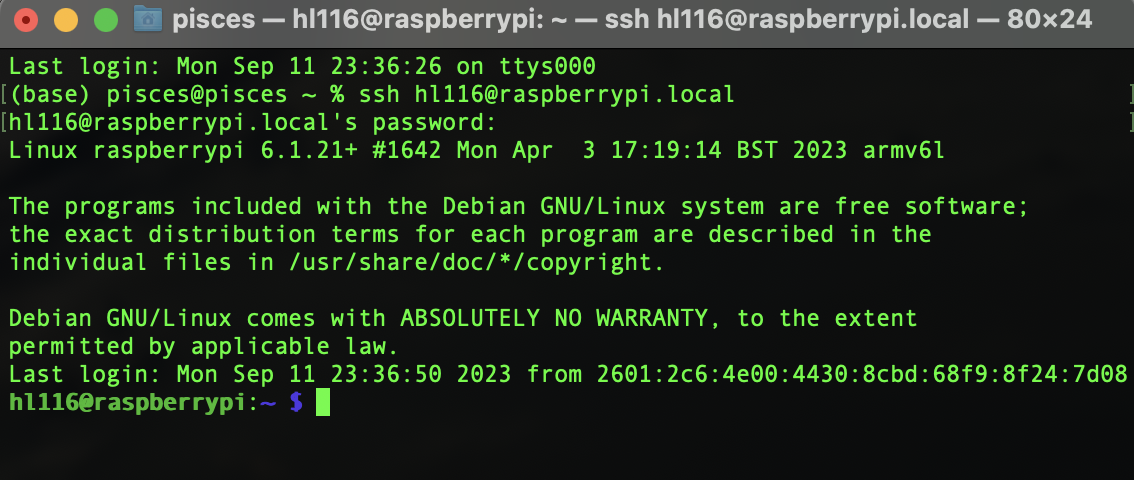 pisces — hl116@raspberrypi: ~ — ssh hl116@raspberrypi.local — 80×24
Last login: Mon Sep 11 23:36:26 on ttys000
[(base) pisces@pisces ~ % ssh hl116@raspberrypi.local ]
[hl116@raspberrypi.local's password: ]
Linux raspberrypi 6.1.21+ #1642 Mon Apr  3 17:19:14 BST 2023 armv6l
The programs included with the Debian GNU/Linux system are free software;
the exact distribution terms for each program are described in the
individual files in /usr/share/doc/*/copyright.
Debian GNU/Linux comes with ABSOLUTELY NO WARRANTY, to the extent
permitted by applicable law.
Last login: Mon Sep 11 23:36:50 2023 from 2601:2c6:4e00:4430:8cbd:68f9:8f24:7d08
hl116@raspberrypi:~ $